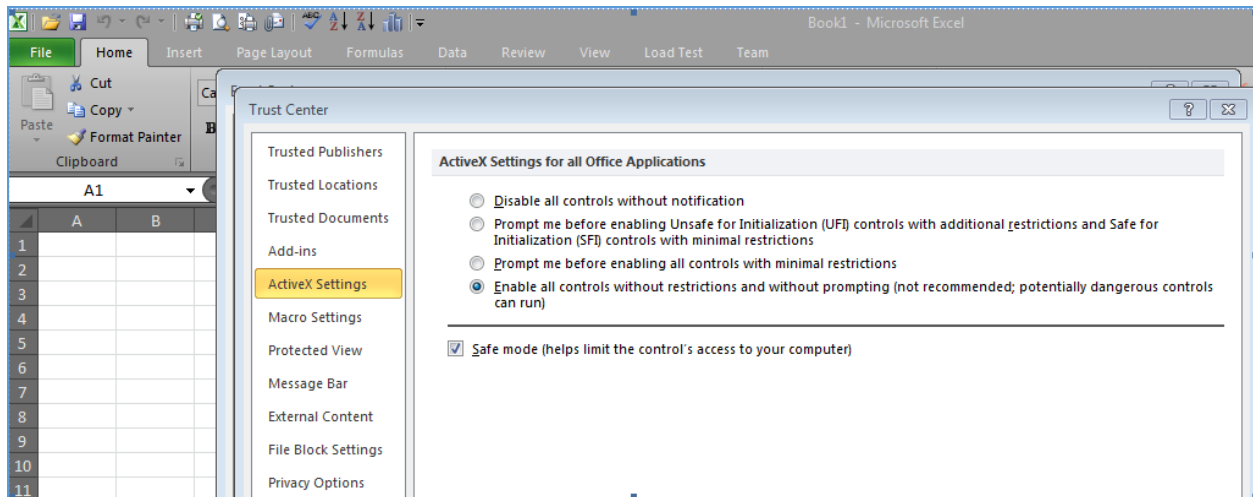 Book1 - Microsoft Excel
File Home Insert Page Layout Formulas Data Review View Load Test Team
Cut
Copy
Paste
Format Painter
Clipboard
Ca
B
A1
A B
1
2
3
4
5
6
7
8
9
10
11
Trust Center
Trusted Publishers
Trusted Locations
Trusted Documents
Add-ins
ActiveX Settings
Macro Settings
Protected View
Message Bar
External Content
File Block Settings
Privacy Options
ActiveX Settings for all Office Applications
Disable all controls without notification
Prompt me before enabling Unsafe for Initialization (UFI) controls with additional restrictions and Safe for
Initialization (SFI) controls with minimal restrictions
Prompt me before enabling all controls with minimal restrictions
Enable all controls without restrictions and without prompting (not recommended; potentially dangerous controls
can run)
Safe mode (helps limit the control's access to your computer)